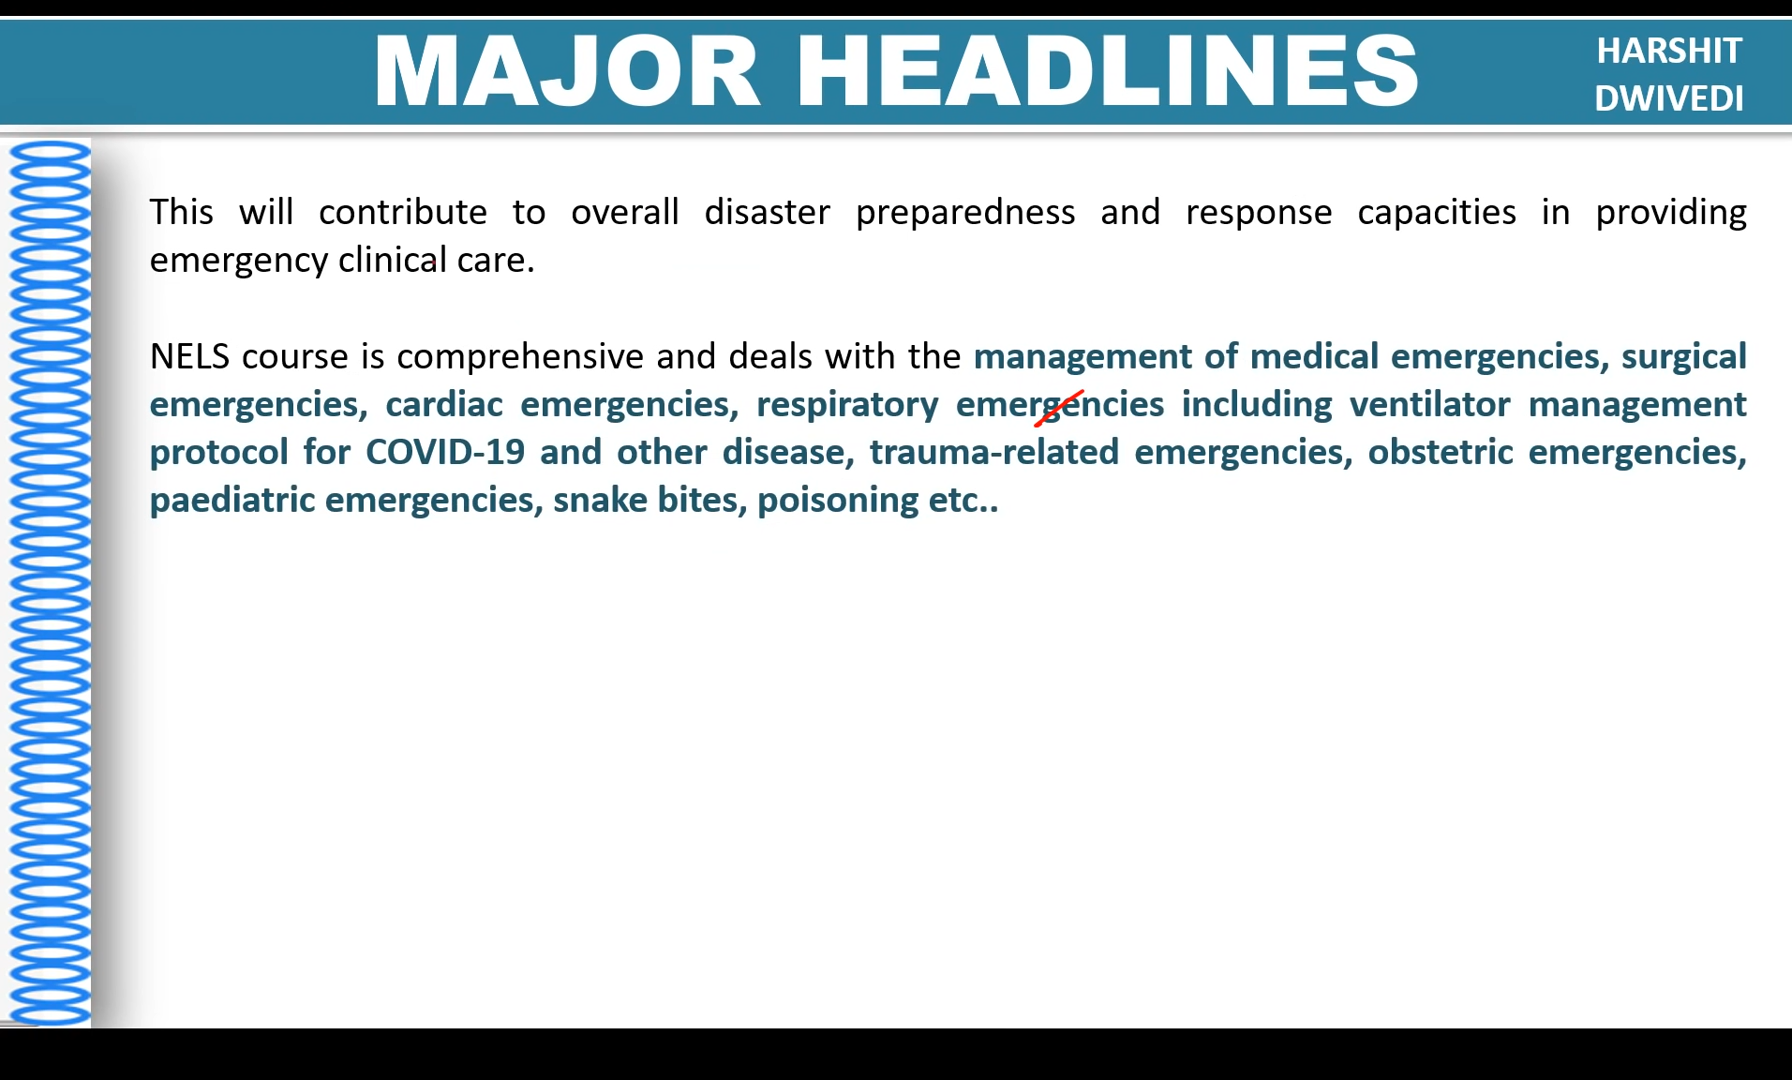 MAJOR HEADLINES
HARSHIT
DWIVEDI
This will contribute to overall disaster preparedness and response capacities in providing
emergency clinical care.
NELS course is comprehensive and deals with the management of medical emergencies, surgical
emergencies, cardiac emergencies, respiratory emergencies including ventilator management
protocol for COVID-19 and other disease, trauma-related emergencies, obstetric emergencies,
paediatric emergencies, snake bites, poisoning etc..